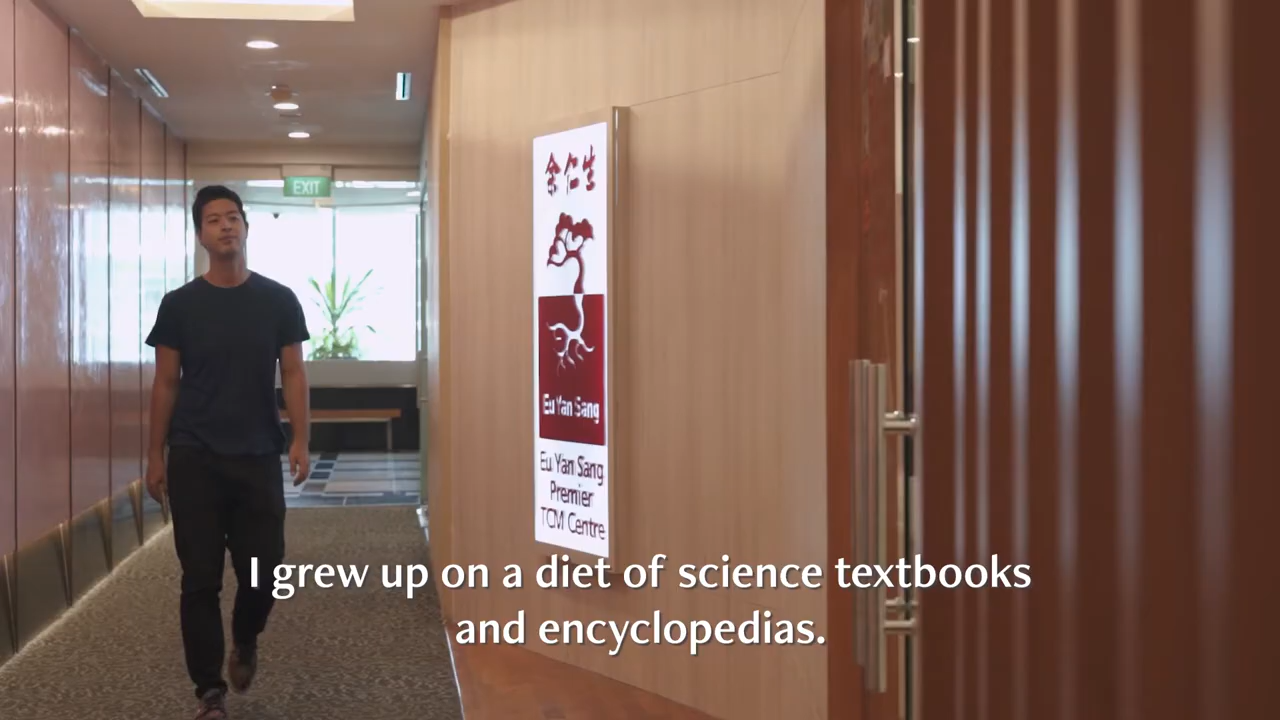 EXIT
余仁生
Eu Yan Sang
Eu Yan Sang
Premier
TCM Centre
I grew up on a diet of science textbooks
and encyclopedias.